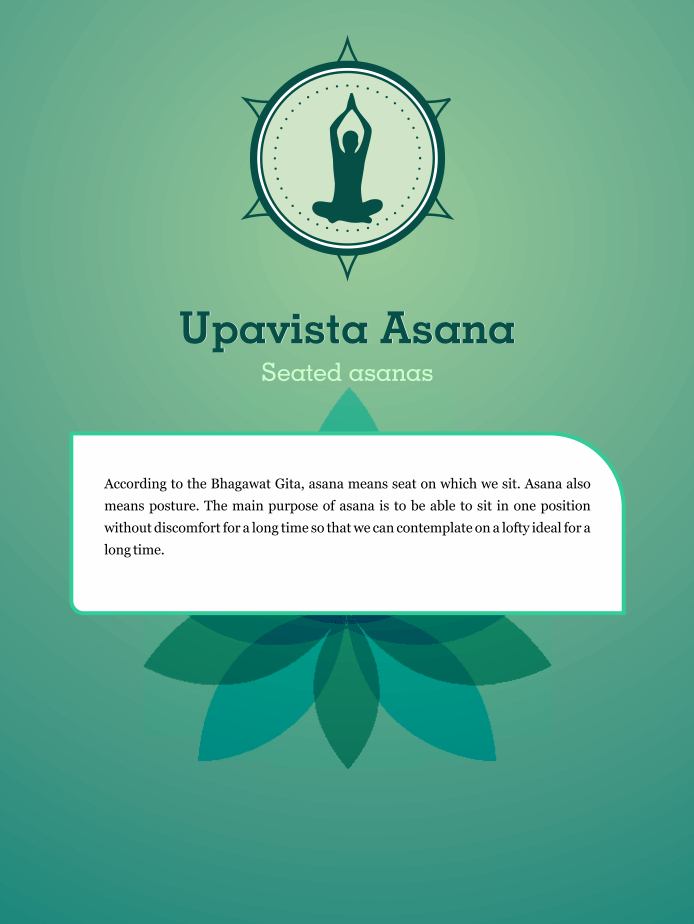 Upavista Asana
Seated asanas
According to the Bhagawat Gita, asana means seat on which we sit. Asana also
means posture. The main purpose of asana is to be able to sit in one position
without discomfort for a long time so that we can contemplate on a lofty ideal for a
long time.